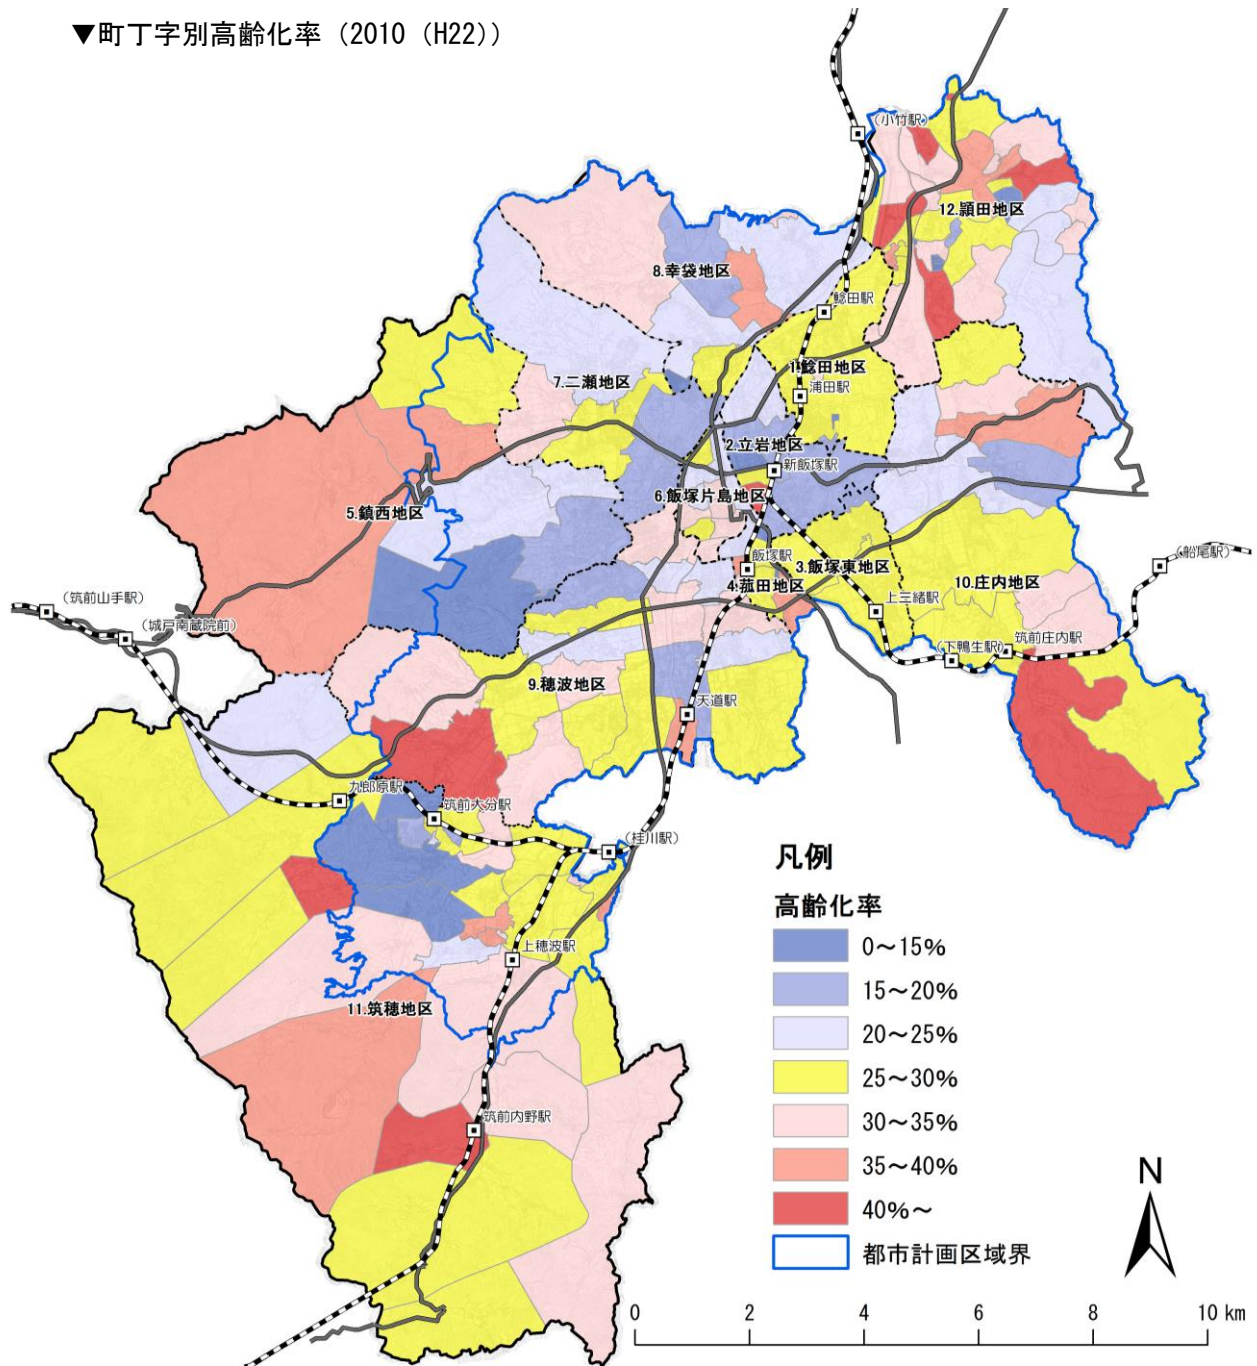 ▼町丁字別高齢化率（2010（H22））
（小竹駅）
12.頴田地区
8.幸袋地区
鯰田駅
1.鯰田地区
7.二瀬地区
浦田駅
2.立岩地区
新飯塚駅
6.飯塚片島地区
5.鎮西地区
飯塚駅
3.飯塚東地区
（船尾駅）
4.菰田地区
10.庄内地区
（筑前山手駅）
上三緒駅
（城戸南蔵院前）
（下鴨生駅）
筑前庄内駅
9.穂波地区
天道駅
九郎原駅
筑前大分駅
（桂川駅）
上穂波駅
11.筑穂地区
筑前内野駅
凡例
高齢化率
0～15%
15～20%
20～25%
25～30%
30～35%
35～40%
40%～
都市計画区域界
N
0 2 4 6 8 10 km